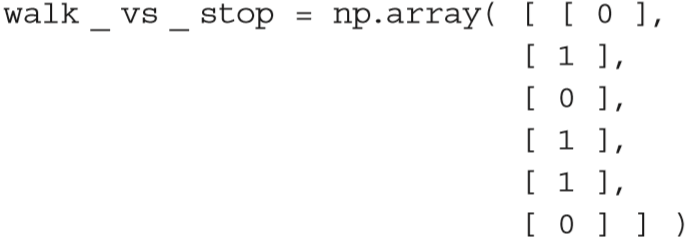 walk _ vs _ stop = np.array( [ [ 0 ],
[ 1 ],
[ 0 ],
[ 1 ],
[ 1 ],
[ 0 ] ] )